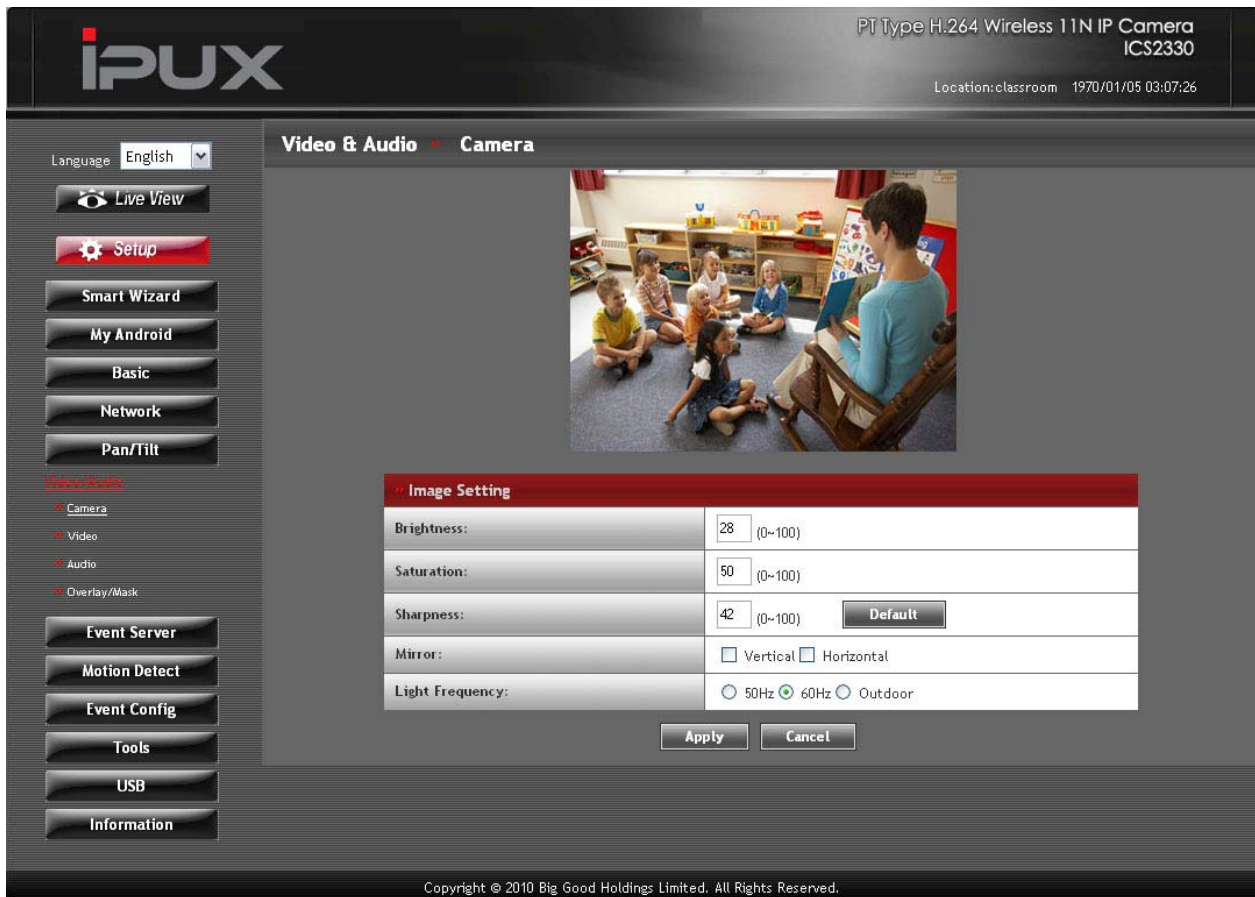 iPUX
PT Type H.264 Wireless 11N IP Camera
ICS2330
Location:classroom 1970/01/05 03:07:26
Language English
Live View
Setup
Smart Wizard
My Android
Basic
Network
Pan/Tilt
Video/Audio
» Camera
» Video
» Audio
» Overlay/Mask
Event Server
Motion Detect
Event Config
Tools
USB
Information
Video & Audio » Camera
» Image Setting
Brightness: 28 (0~100)
Saturation: 50 (0~100)
Sharpness: 42 (0~100) Default
Mirror: Vertical Horizontal
Light Frequency: 50Hz 60Hz Outdoor
Apply Cancel
Copyright © 2010 Big Good Holdings Limited. All Rights Reserved.